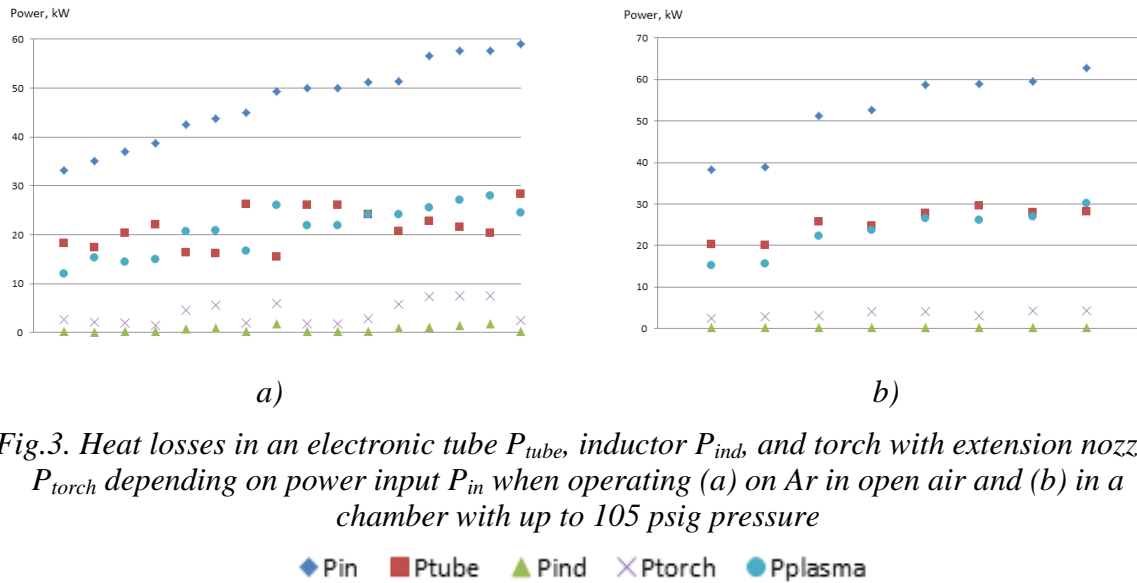 Power, kW
60
50
40
30
20
10
0
a)
Power, kW
70
60
50
40
30
20
10
0
b)
Fig.3. Heat losses in an electronic tube Ptube, inductor Pind, and torch with extension nozz
Ptorch depending on power input Pin when operating (a) on Ar in open air and (b) in a
chamber with up to 105 psig pressure
Pin Ptube Pind Ptorch Pplasma